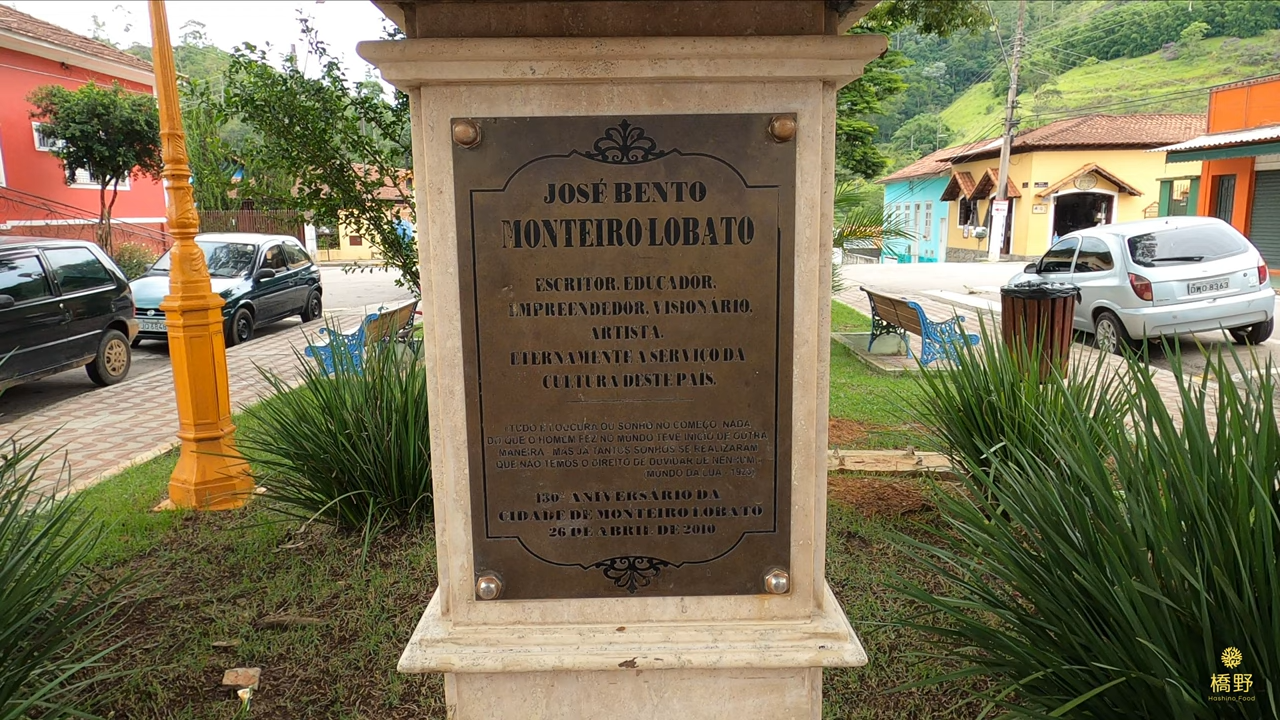 JOSÉ BENTO
MONTEIRO LOBATO
ESCRITOR, EDUCADOR,
EMPREENDEDOR, VISIONÁRIO,
ARTISTA.
ETERNAMENTE A SERVIÇO DA
CULTURA DESTE PAÍS.
TUDO É LOUCURA OU SONHO NO COMEÇO. NADA
DO QUE O HOMEM FEZ NO MUNDO TEVE INÍCIO DE OUTRA
MANEIRA MAS JÁ TANTOS SONHOS SE REALIZARAM
QUE NÃO TEMOS O DIREITO DE DUVIDAR DE NENHUM
MUNDO DA LUA
130º ANIVERSÁRIO DA
CIDADE DE MONTEIRO LOBATO
26 DE ABRIL DE 2010
橋野
Hashino Food